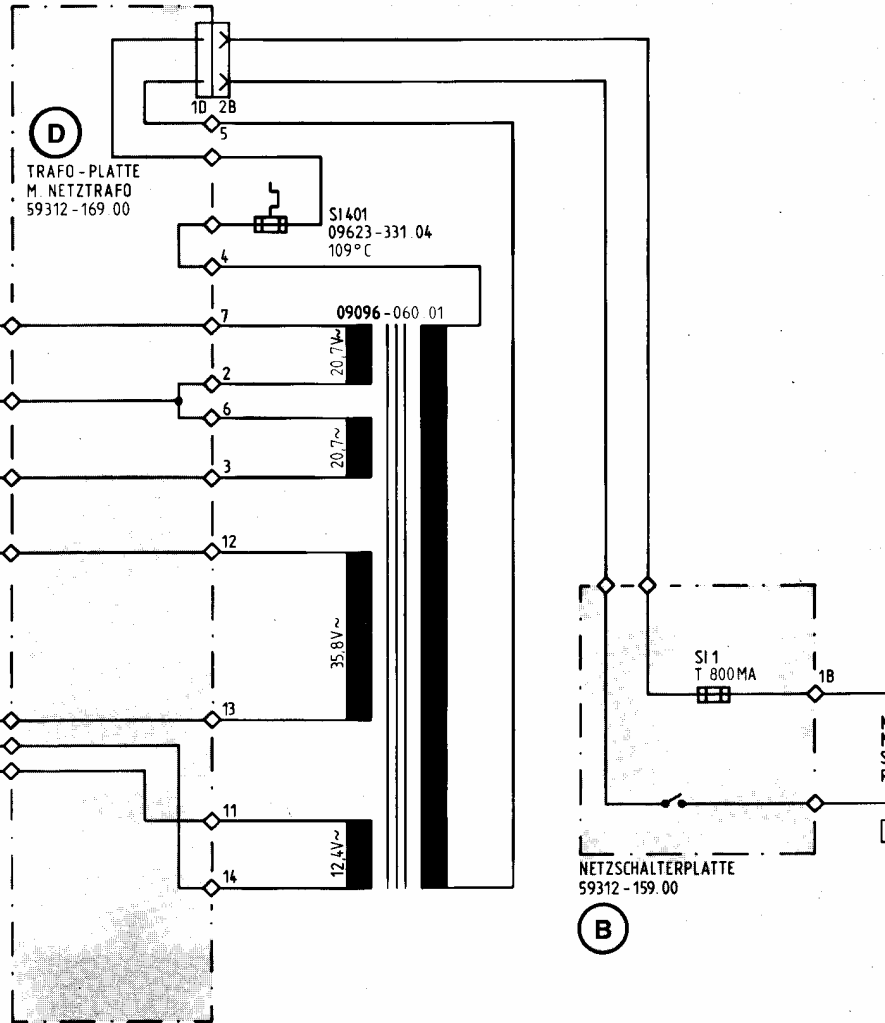 1D 2B
5
D
TRAFO-PLATTE
M. NETZTRAFO
59312-169.00
SI401
09623-331.04
109°C
4
7
09096-060.01
20,7V~
2
6
20,7~
3
12
35,8V~
13
11
12,4V~
14
SI1
T 800MA
1B
NETZSCHALTERPLATTE
59312-159.00
B